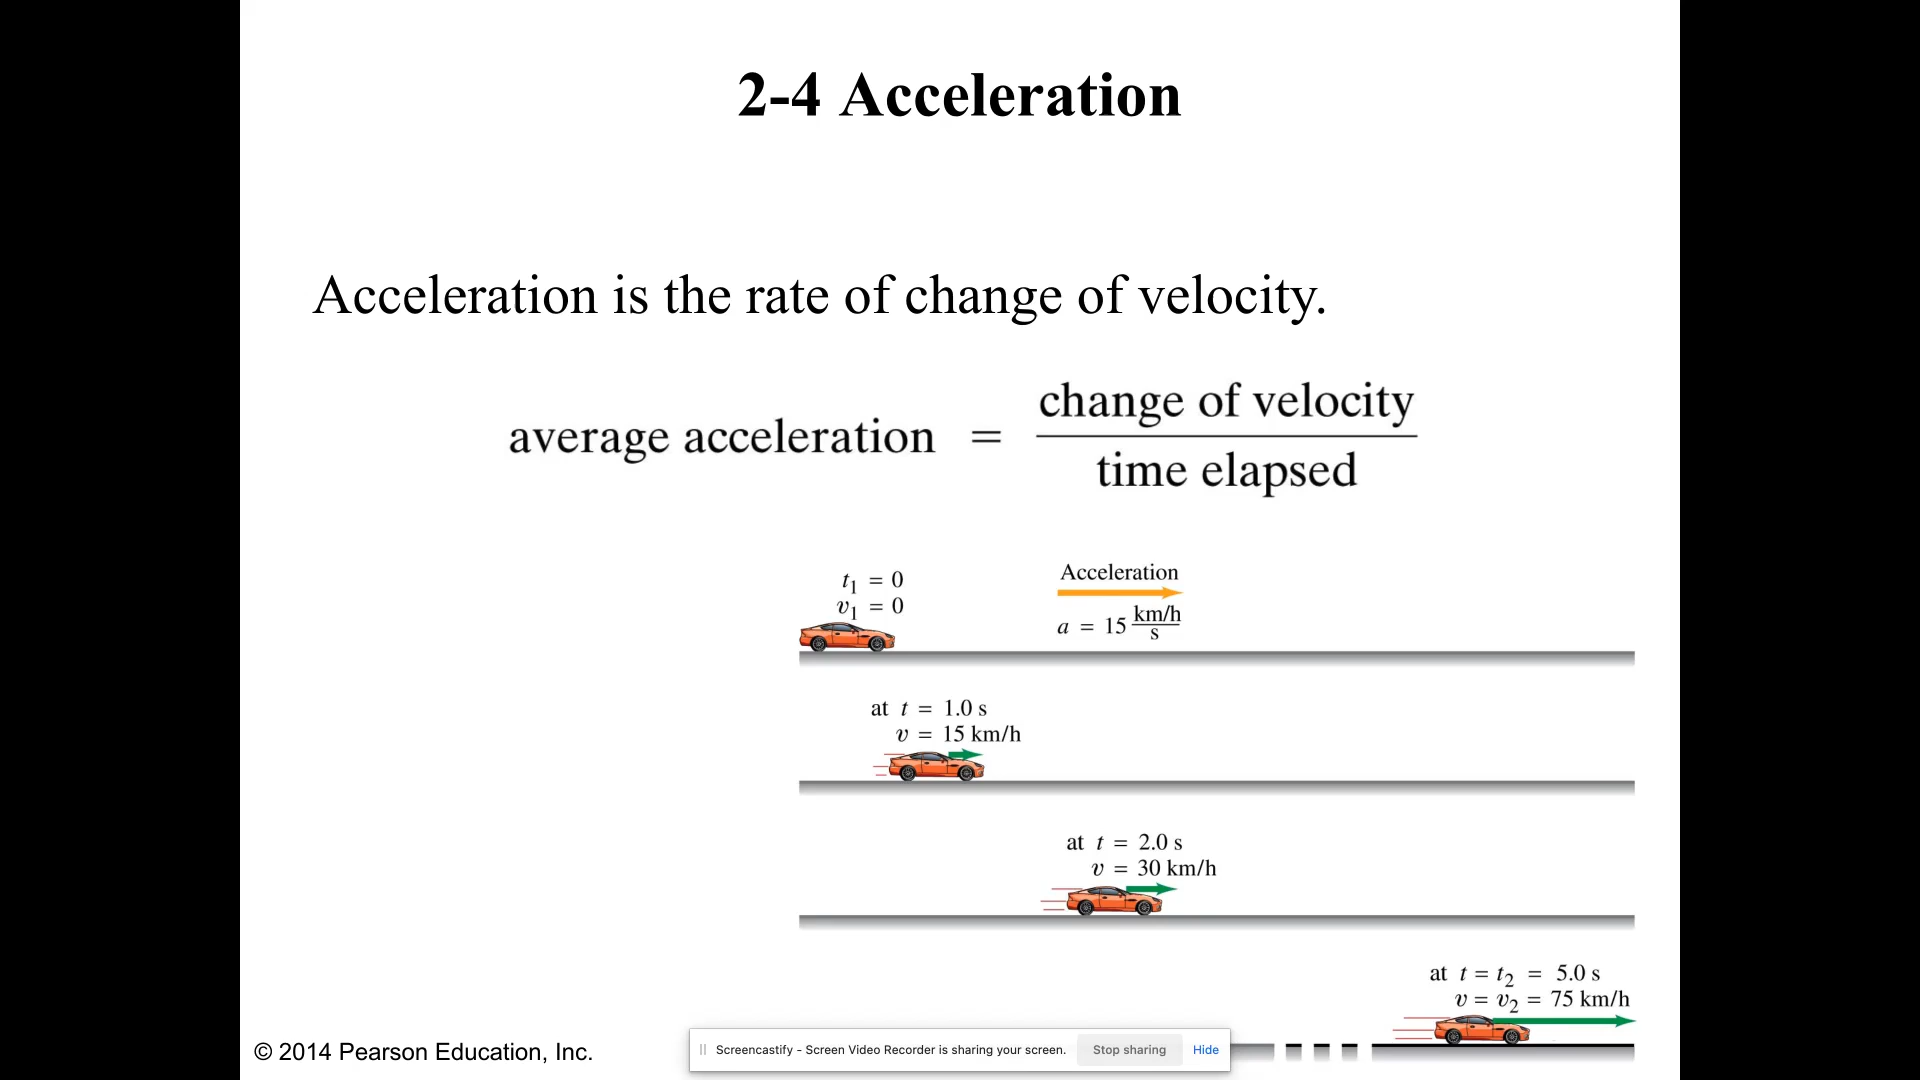 2-4 Acceleration
Acceleration is the rate of change of velocity.
average acceleration = change of velocity / time elapsed
t₁ = 0
v₁ = 0
Acceleration
a = 15 km/h / s
at t = 1.0 s
v = 15 km/h
at t = 2.0 s
v = 30 km/h
at t = t₂ = 5.0 s
v = v₂ = 75 km/h
© 2014 Pearson Education, Inc.
Screencastify - Screen Video Recorder is sharing your screen. Stop sharing Hide